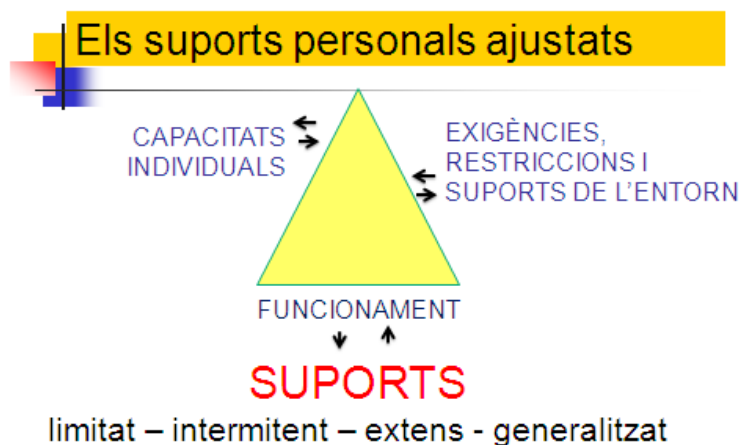 Els suports personals ajustats
CAPACITATS
INDIVIDUALS
EXIGÈNCIES,
RESTRICCIONS I
SUPORTS DE L'ENTORN
FUNCIONAMENT
SUPORTS
limitat – intermitent – extens - generalitzat